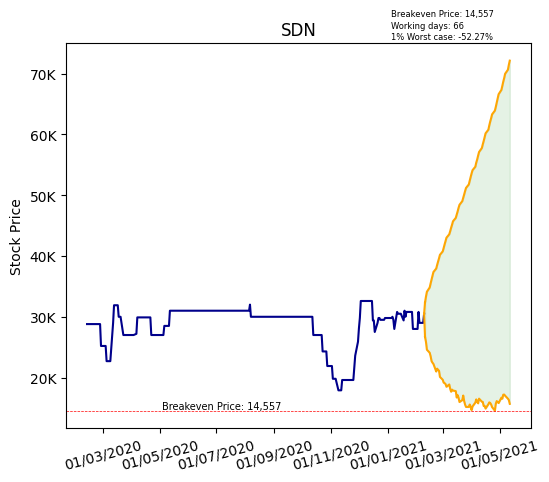 Breakeven Price: 14,557
Working days: 66
1% Worst case: -52.27%
SDN
Stock Price
70K
60K
50K
40K
30K
20K
Breakeven Price: 14,557
01/03/2020
01/05/2020
01/07/2020
01/09/2020
01/11/2020
01/01/2021
01/03/2021
01/05/2021